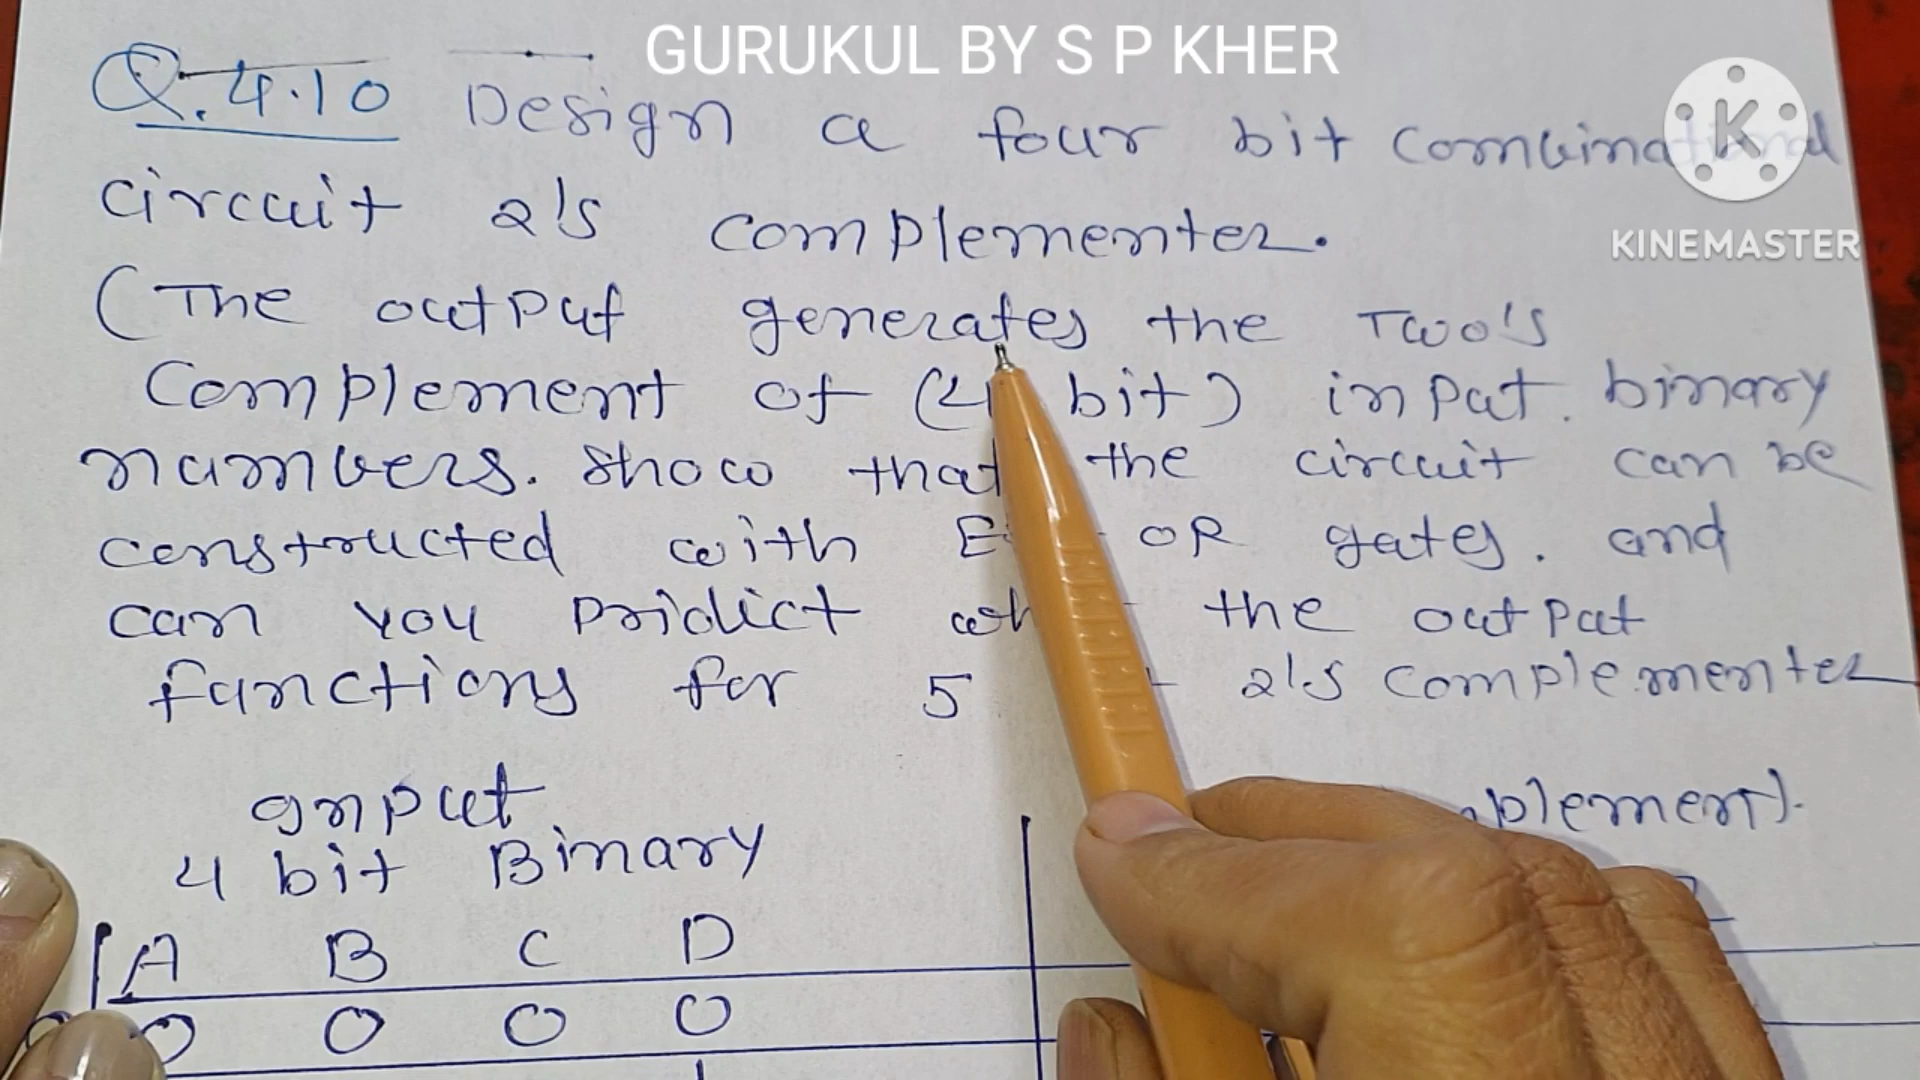 GURUKUL BY S P KHER
Q.4.10 Design a four bit combinational
circuit 2's complementer.
KINEMASTER
(The output generates the Two's
Complement of (4 bit) input. binary
numbers. Show that the circuit can be
constructed with OR gates. and
can you pridict the output
functions for 5 2's complementer
Input
4 bit Binary
A B C D
0 0 0 0